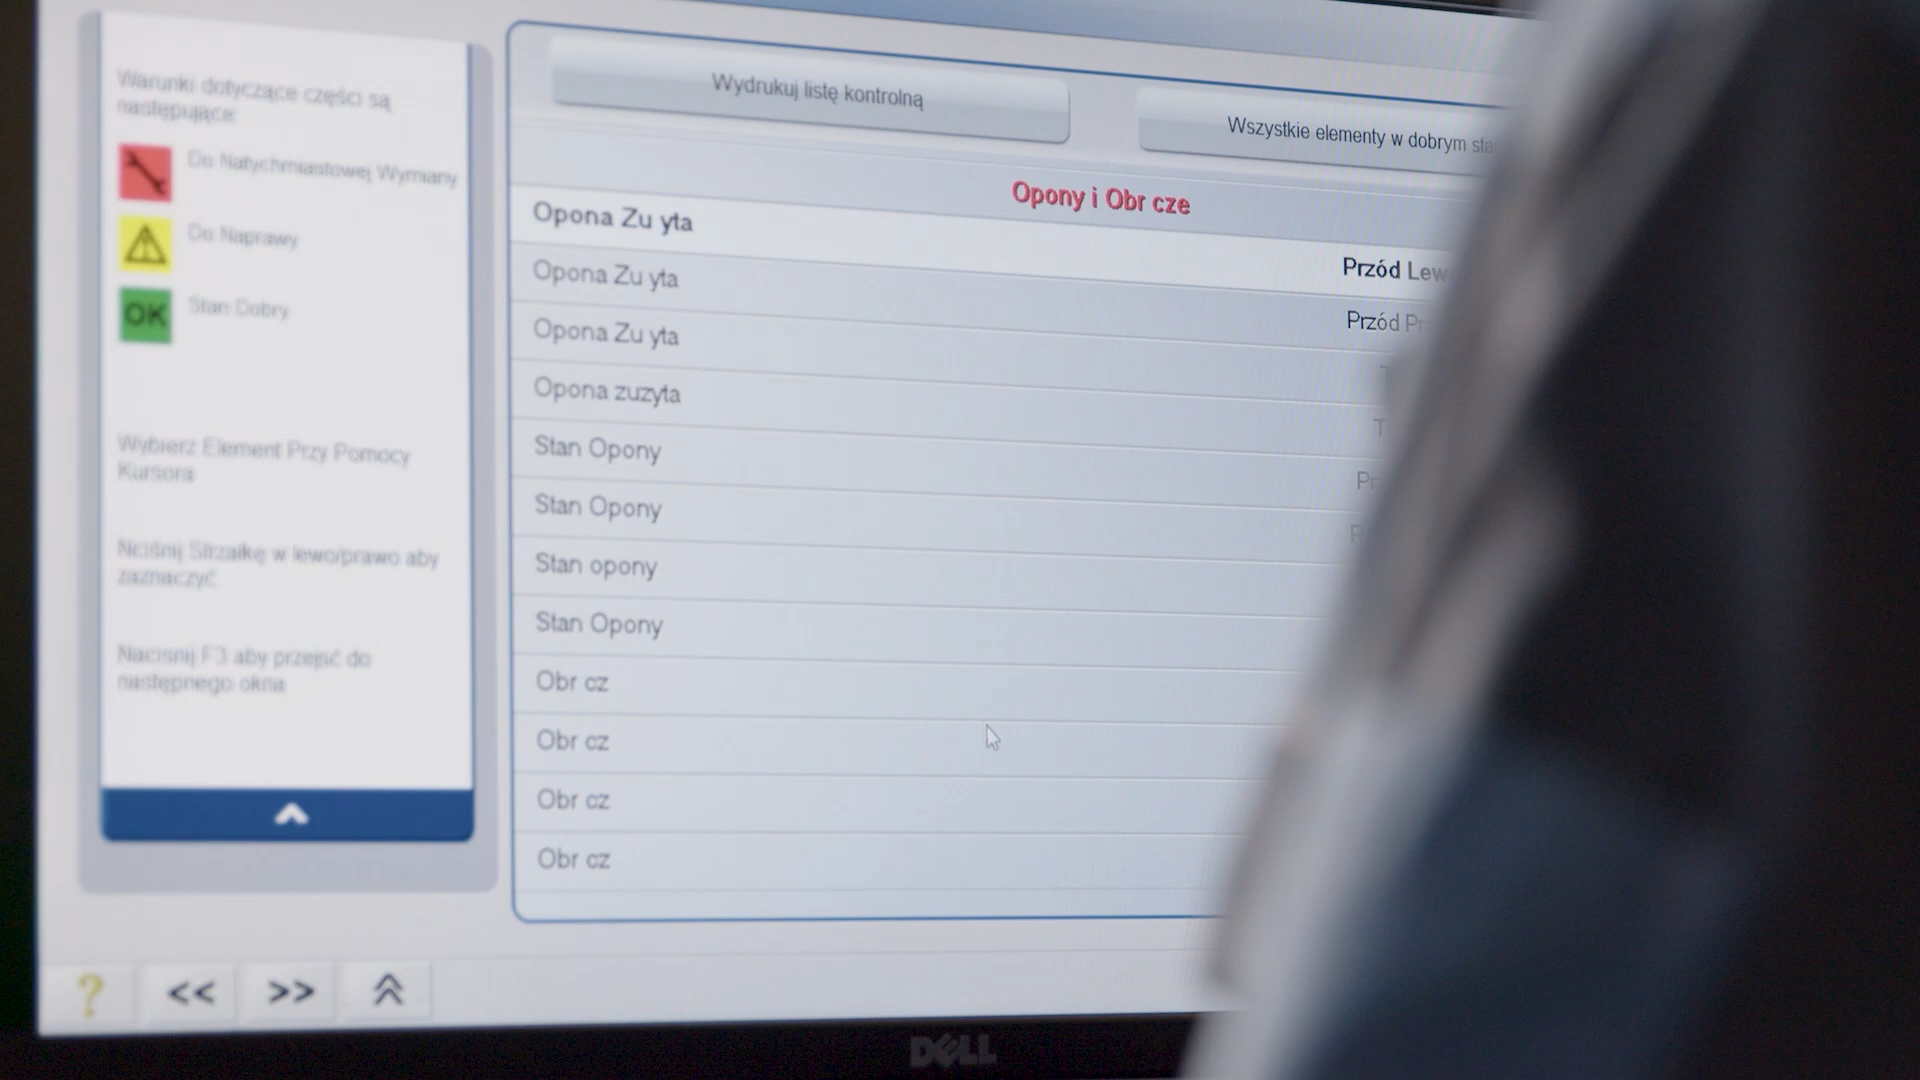 Warunki dotyczące części są
następujące:
Do Natychmiastowej Wymiany
Do Naprawy
OK Stan Dobry
Wybierz Element Przy Pomocy
Kursora
Nciśnij Strzałkę w lewo/prawo aby
zaznaczyć
Nacisnij F3 aby przejść do
następnego okna
Wydrukuj listę kontrolną
Wszystkie elementy w dobrym
Opony i Obr cze
Opona Zu yta
Przód
Opona Zu yta
Przód
Opona Zu yta
Opona zuzyta
Stan Opony
Stan Opony
Stan opony
Stan Opony
Obr cz
Obr cz
Obr cz
Obr cz
? << >>
DELL